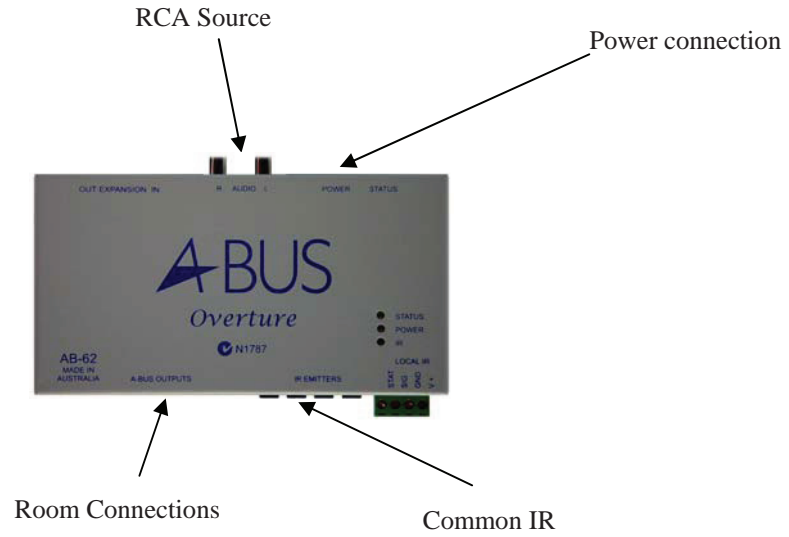 RCA Source
Power connection
OUT EXPANSION IN
R AUDIO L
POWER
STATUS
A-BUS
Overture
N1787
STATUS
POWER
IR
LOCAL IR
STAT
SIG
GND
V +
AB-62
MADE IN
AUSTRALIA
A-BUS OUTPUTS
IR EMITTERS
Room Connections
Common IR